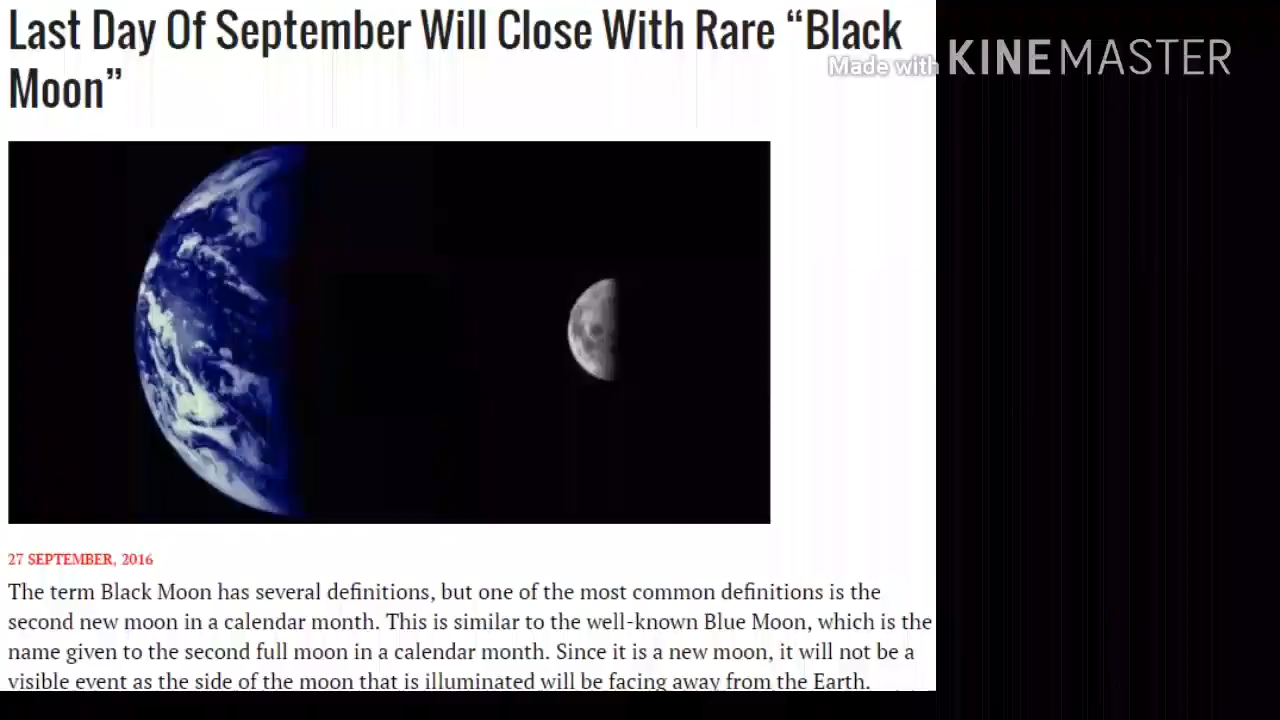 Last Day Of September Will Close With Rare “Black
Moon”
Made with KINEMASTER
27 SEPTEMBER, 2016
The term Black Moon has several definitions, but one of the most common definitions is the
second new moon in a calendar month. This is similar to the well-known Blue Moon, which is the
name given to the second full moon in a calendar month. Since it is a new moon, it will not be a
visible event as the side of the moon that is illuminated will be facing away from the Earth.